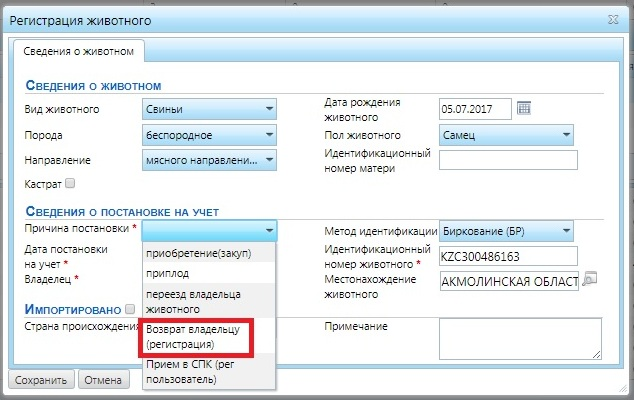 Регистрация животного
Сведения о животном
Сведения о животном
Вид животного Свиньи Дата рождения животного 05.07.2017
Порода беспородное Пол животного Самец
Направление мясного направлени... Идентификационный номер матери
Кастрат
Сведения о постановке на учет
Причина постановки * Метод идентификации Биркование (БР)
Дата постановки на учет * Идентификационный номер животного * KZC300486163
Владелец * Местонахождение животного АКМОЛИНСКАЯ ОБЛАСТ
приобретение(закуп)
приплод
переезд владельца
животного
Возврат владельцу
(регистрация)
Прием в СПК (рег
пользователь)
Импортировано
Страна происхождения Примечание
Сохранить Отмена